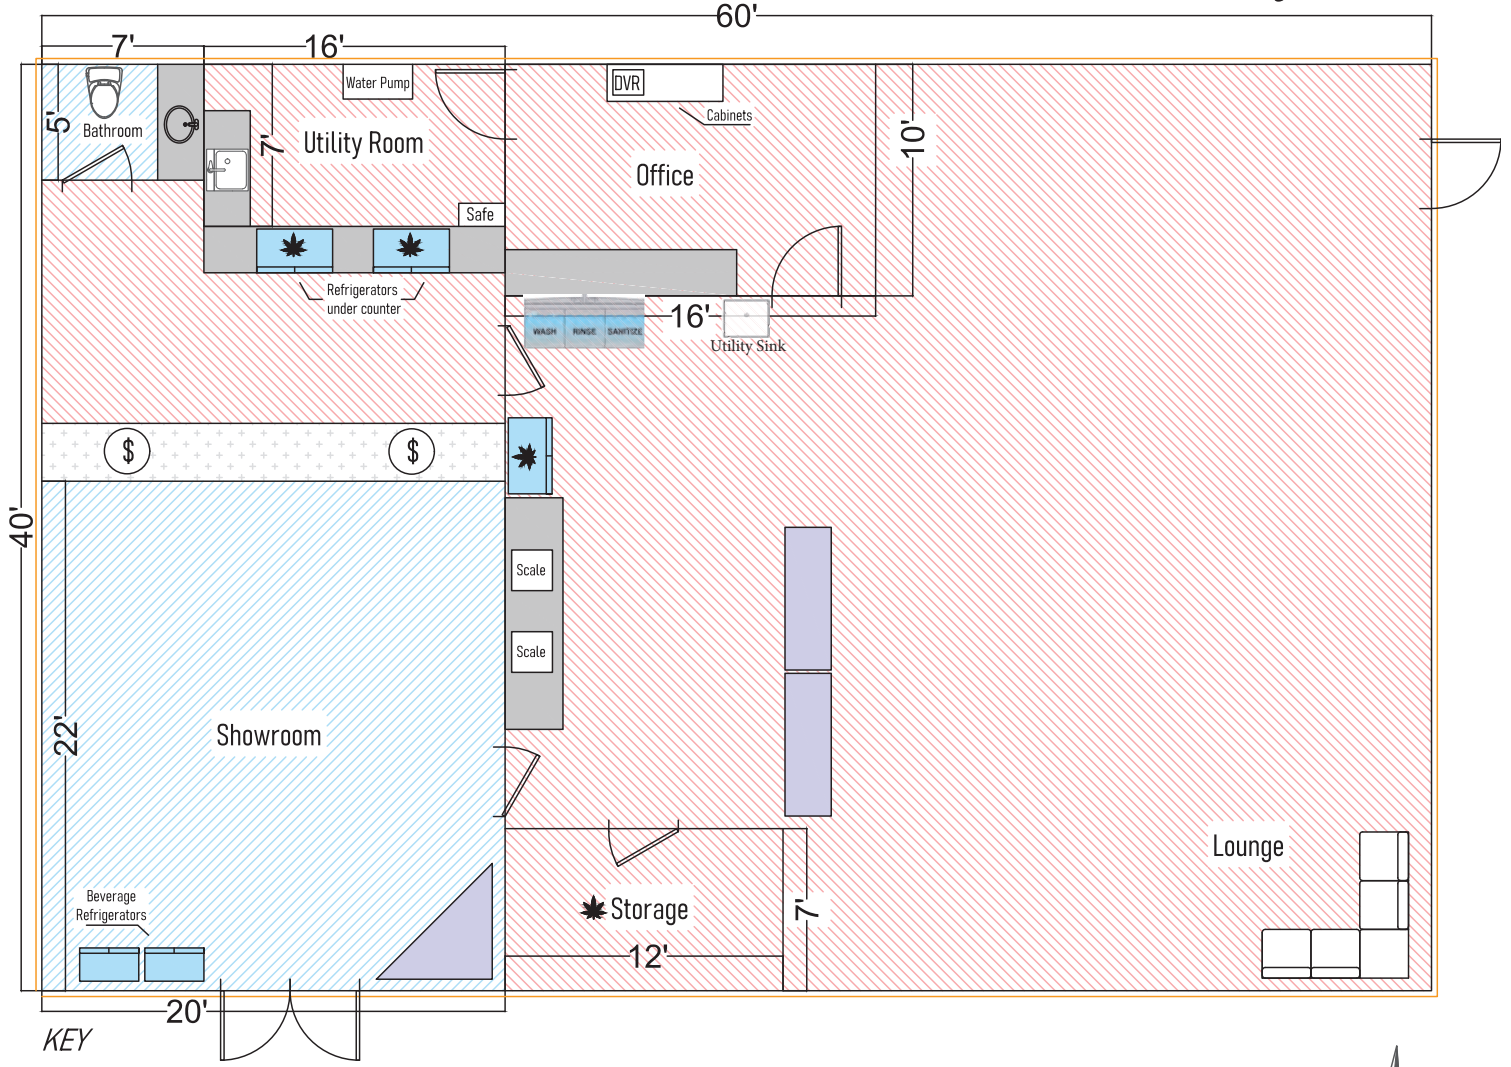 60'
7'
16'
DVR
Water Pump
Cabinets
5'
Bathroom
7'
Utility Room
10'
Office
Safe
Refrigerators
under counter
16'
WASH
RINSE
SANITIZE
Utility Sink
$
$
40'
Scale
Scale
22'
Showroom
Lounge
Beverage
Refrigerators
Storage
7'
12'
20'
KEY